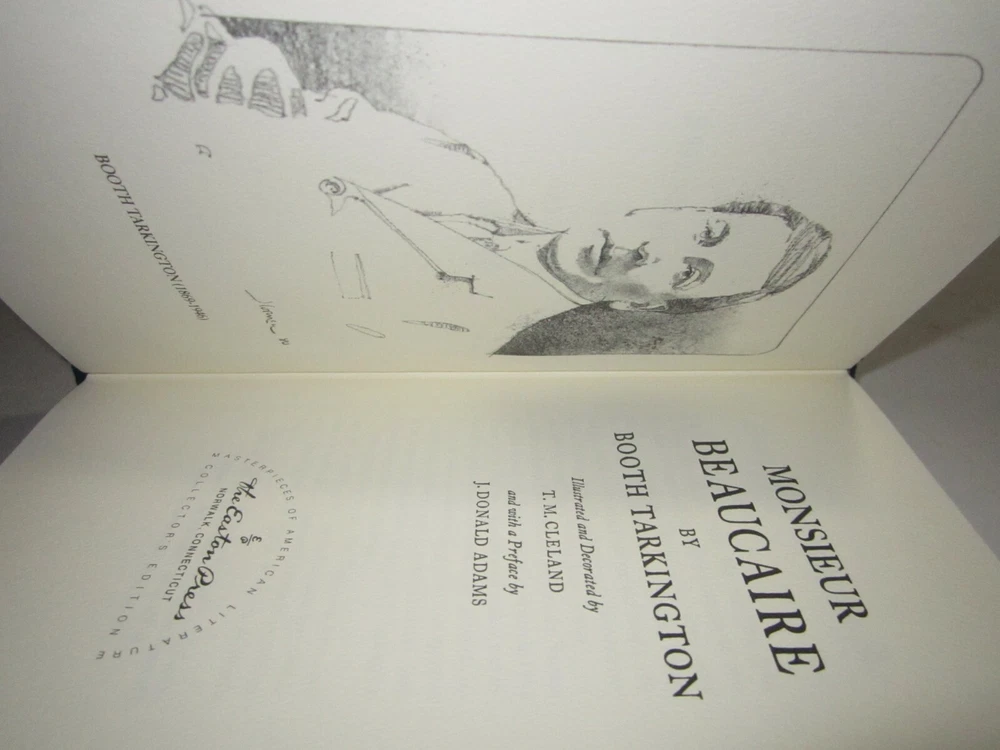 BOOTH TARKINGTON (1869-1946)
MONSIEUR
BEAUCAIRE
BY
BOOTH TARKINGTON
Illustrated and Decorated by
T. M. CLELAND
and with a Preface by
J. DONALD ADAMS
MASTERPIECES OF AMERICAN LITERATURE
the Easton Press
NORWALK, CONNECTICUT
COLLECTOR'S EDITION